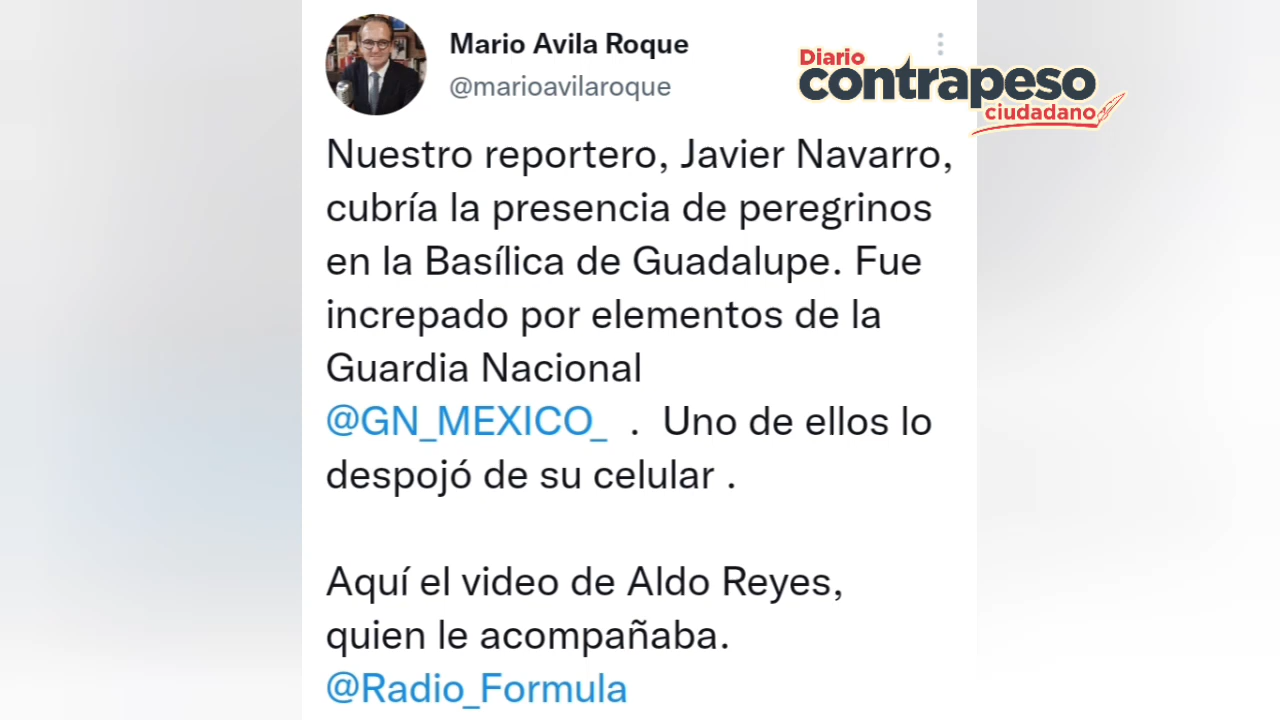 Mario Avila Roque
@marioavilaroque
Diario
contrapeso
ciudadano
Nuestro reportero, Javier Navarro,
cubría la presencia de peregrinos
en la Basílica de Guadalupe. Fue
increpado por elementos de la
Guardia Nacional
@GN_MEXICO_ . Uno de ellos lo
despojó de su celular .
Aquí el video de Aldo Reyes,
quien le acompañaba.
@Radio_Formula